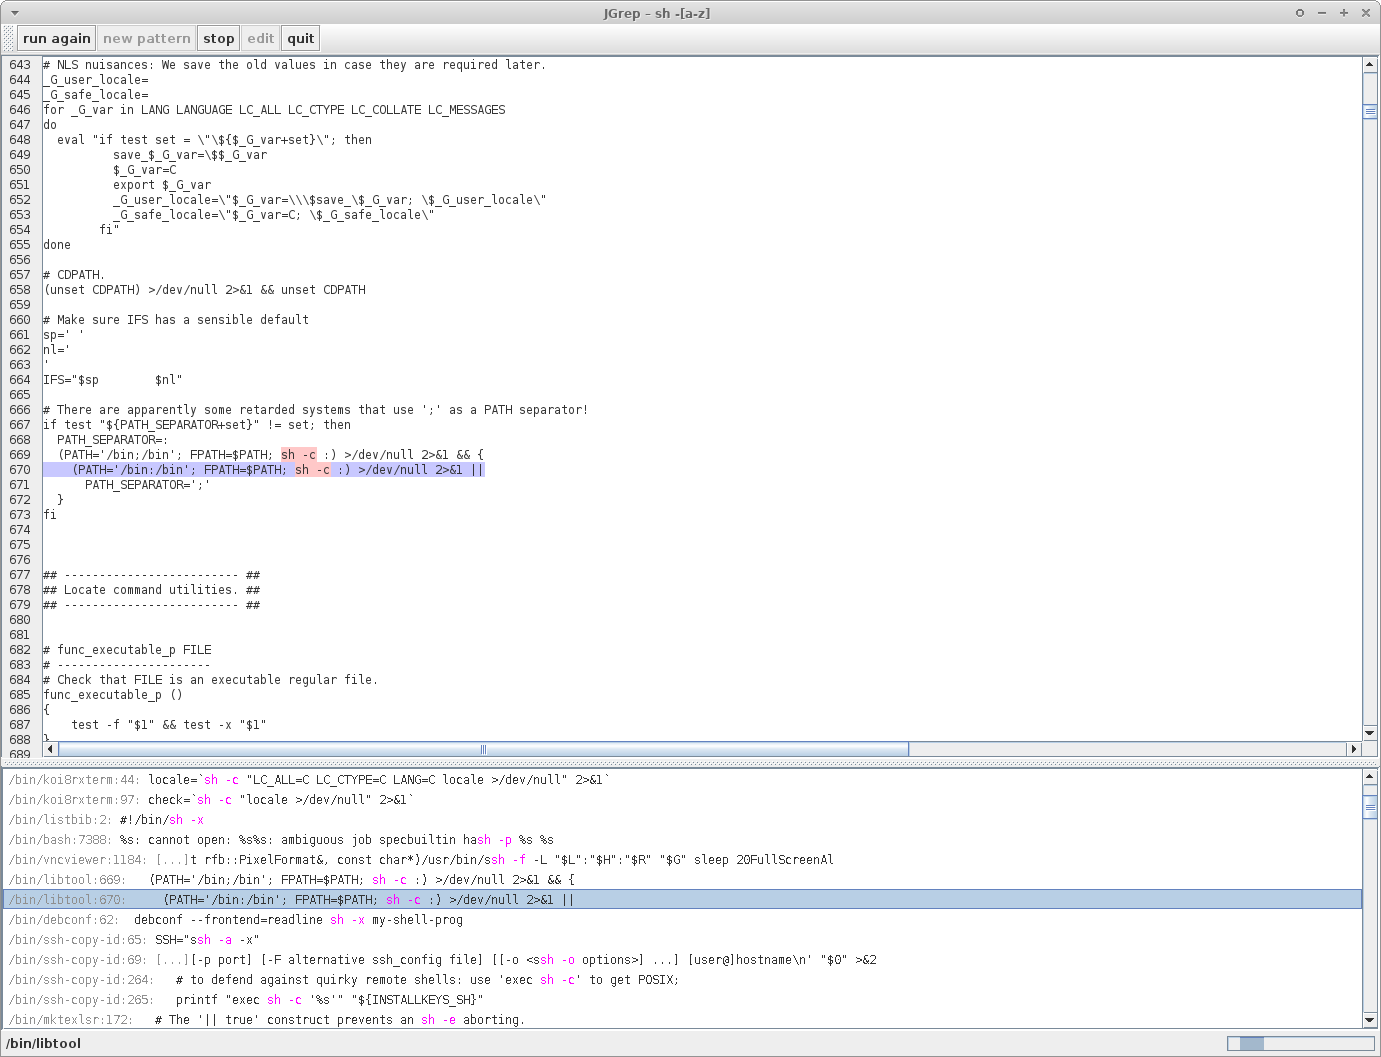 JGrep – sh -[a-z]
run again new pattern stop edit quit
643 # NLS nuisances: We save the old values in case they are required later.
644 _G_user_locale=
645 _G_safe_locale=
646 for _G_var in LANG LANGUAGE LC_ALL LC_CTYPE LC_COLLATE LC_MESSAGES
647 do
648   eval "if test set = \"\${$_G_var+set}\"; then
649           save_$_G_var=\$$_G_var
650           $_G_var=C
651           export $_G_var
652           _G_user_locale=\"$_G_var=\\\$save_\$_G_var; \$_G_user_locale\"
653           _G_safe_locale=\"$_G_var=C; \$_G_safe_locale\"
654         fi"
655 done
656
657 # CDPATH.
658 (unset CDPATH) >/dev/null 2>&1 && unset CDPATH
659
660 # Make sure IFS has a sensible default
661 sp=' '
662 nl='
663 '
664 IFS="$sp        $nl"
665
666 # There are apparently some retarded systems that use ';' as a PATH separator!
667 if test "${PATH_SEPARATOR+set}" != set; then
668   PATH_SEPARATOR=:
669   (PATH='/bin;/bin'; FPATH=$PATH; sh -c :) >/dev/null 2>&1 && {
670     (PATH='/bin:/bin'; FPATH=$PATH; sh -c :) >/dev/null 2>&1 ||
671       PATH_SEPARATOR=';'
672   }
673 fi
674
675
676
677 ## ------------------------- ##
678 ## Locate command utilities. ##
679 ## ------------------------- ##
680
681
682 # func_executable_p FILE
683 # ----------------------
684 # Check that FILE is an executable regular file.
685 func_executable_p ()
686 {
687     test -f "$1" && test -x "$1"
688 }
689
/bin/koi8rxterm:44: locale=`sh -c "LC_ALL=C LC_CTYPE=C LANG=C locale >/dev/null" 2>&1`
/bin/koi8rxterm:97: check=`sh -c "locale >/dev/null" 2>&1`
/bin/listbib:2: #!/bin/sh -x
/bin/bash:7388: %s: cannot open: %s%s: ambiguous job specbuiltin hash -p %s %s
/bin/vncviewer:1184: [...]t rfb::PixelFormat&, const char*)/usr/bin/ssh -f -L "$L":"$H":"$R" "$G" sleep 20FullScreenAl
/bin/libtool:669:   (PATH='/bin;/bin'; FPATH=$PATH; sh -c :) >/dev/null 2>&1 && {
/bin/libtool:670:     (PATH='/bin:/bin'; FPATH=$PATH; sh -c :) >/dev/null 2>&1 ||
/bin/debconf:62:  debconf --frontend=readline sh -x my-shell-prog
/bin/ssh-copy-id:65: SSH="ssh -a -x"
/bin/ssh-copy-id:69: [...][-p port] [-F alternative ssh_config file] [[-o <ssh -o options>] ...] [user@]hostname\n' "$0" >&2
/bin/ssh-copy-id:264:   # to defend against quirky remote shells: use 'exec sh -c' to get POSIX;
/bin/ssh-copy-id:265:   printf "exec sh -c '%s'" "${INSTALLKEYS_SH}"
/bin/mktexlsr:172:   # The '|| true' construct prevents an sh -e aborting.
/bin/libtool